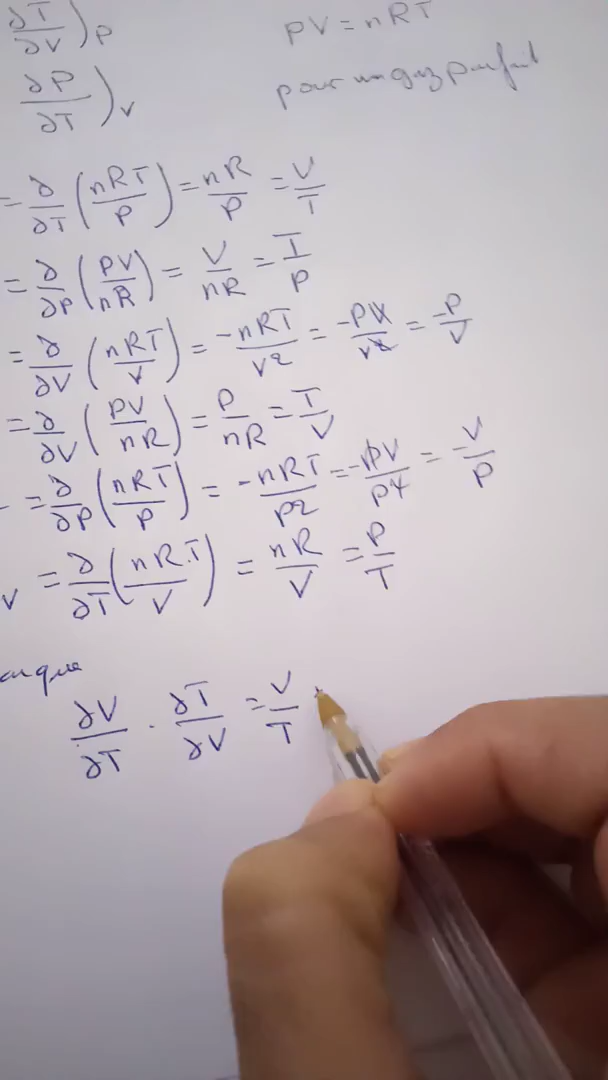 ∂T/∂V)P PV = nRT
∂P/∂T)V pour un gaz parfait
= ∂/∂T (nRT/P) = nR/P = V/T
= ∂/∂P (PV/nR) = V/nR = T/P
= ∂/∂V (nRT/V) = -nRT/V² = -PV/V² = -P/V
= ∂/∂V (PV/nR) = P/nR = T/V
= ∂/∂P (nRT/P) = -nRT/P² = -PV/P² = -V/P
V = ∂/∂T (nR.T/V) = nR/V = P/T
arque
∂V/∂T . ∂T/∂V = V/T